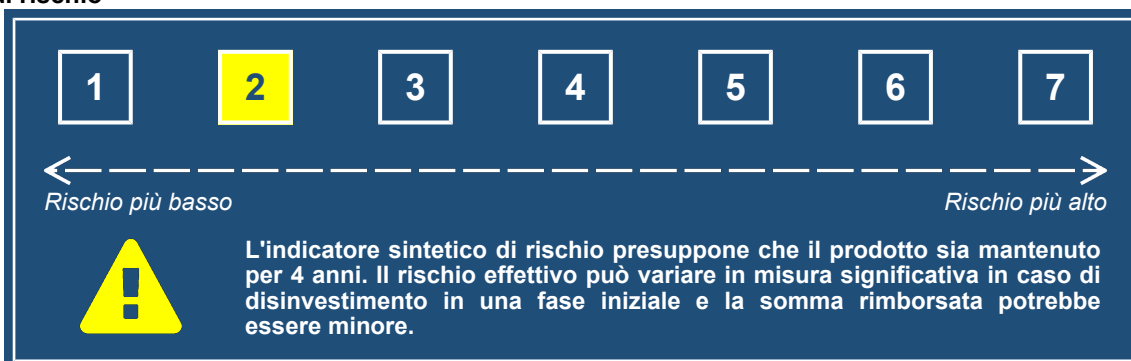 di rischio
1 2 3 4 5 6 7
Rischio più basso Rischio più alto
L'indicatore sintetico di rischio presuppone che il prodotto sia mantenuto
per 4 anni. Il rischio effettivo può variare in misura significativa in caso di
disinvestimento in una fase iniziale e la somma rimborsata potrebbe
essere minore.